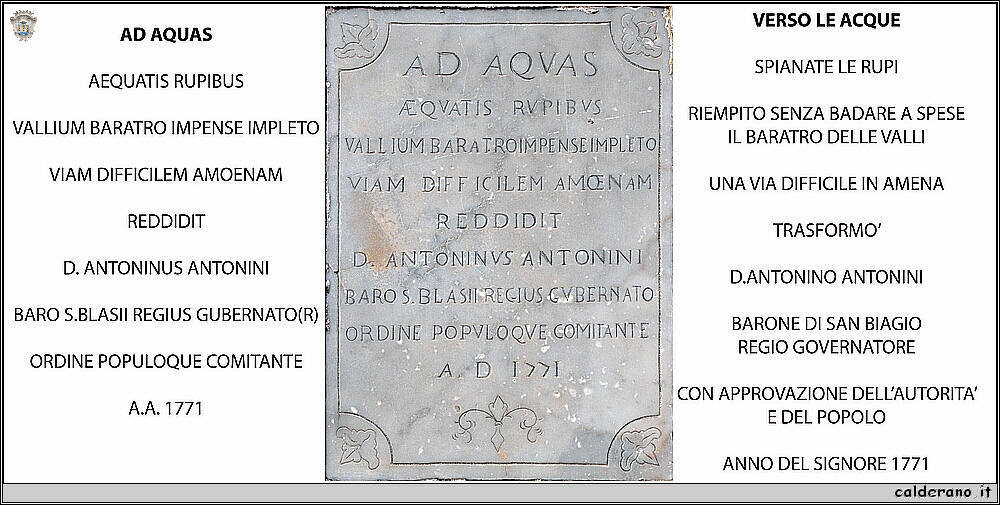 AD AQUAS
AEQUATIS RUPIBUS
VALLIUM BARATRO IMPENSE IMPLETO
VIAM DIFFICILEM AMOENAM
REDDIDIT
D. ANTONINUS ANTONINI
BARO S.BLASII REGIUS GUBERNATO(R)
ORDINE POPULOQUE COMITANTE
A.A. 1771
AD AQVAS
ÆQVATIS RVPIBVS
VALLIUM BARATROIMPENSEIMPLETO
VIAM DIFFICILEM AMŒNAM
REDDIDIT
D. ANTONINVS ANTONINI
BARO S.BLASII REGIUS GVBERNATO
ORDINE POPVLOQVE COMITANTE
A. D 1771
VERSO LE ACQUE
SPIANATE LE RUPI
RIEMPITO SENZA BADARE A SPESE
IL BARATRO DELLE VALLI
UNA VIA DIFFICILE IN AMENA
TRASFORMO'
D.ANTONINO ANTONINI
BARONE DI SAN BIAGIO
REGIO GOVERNATORE
CON APPROVAZIONE DELL'AUTORITA'
E DEL POPOLO
ANNO DEL SIGNORE 1771
calderano.it